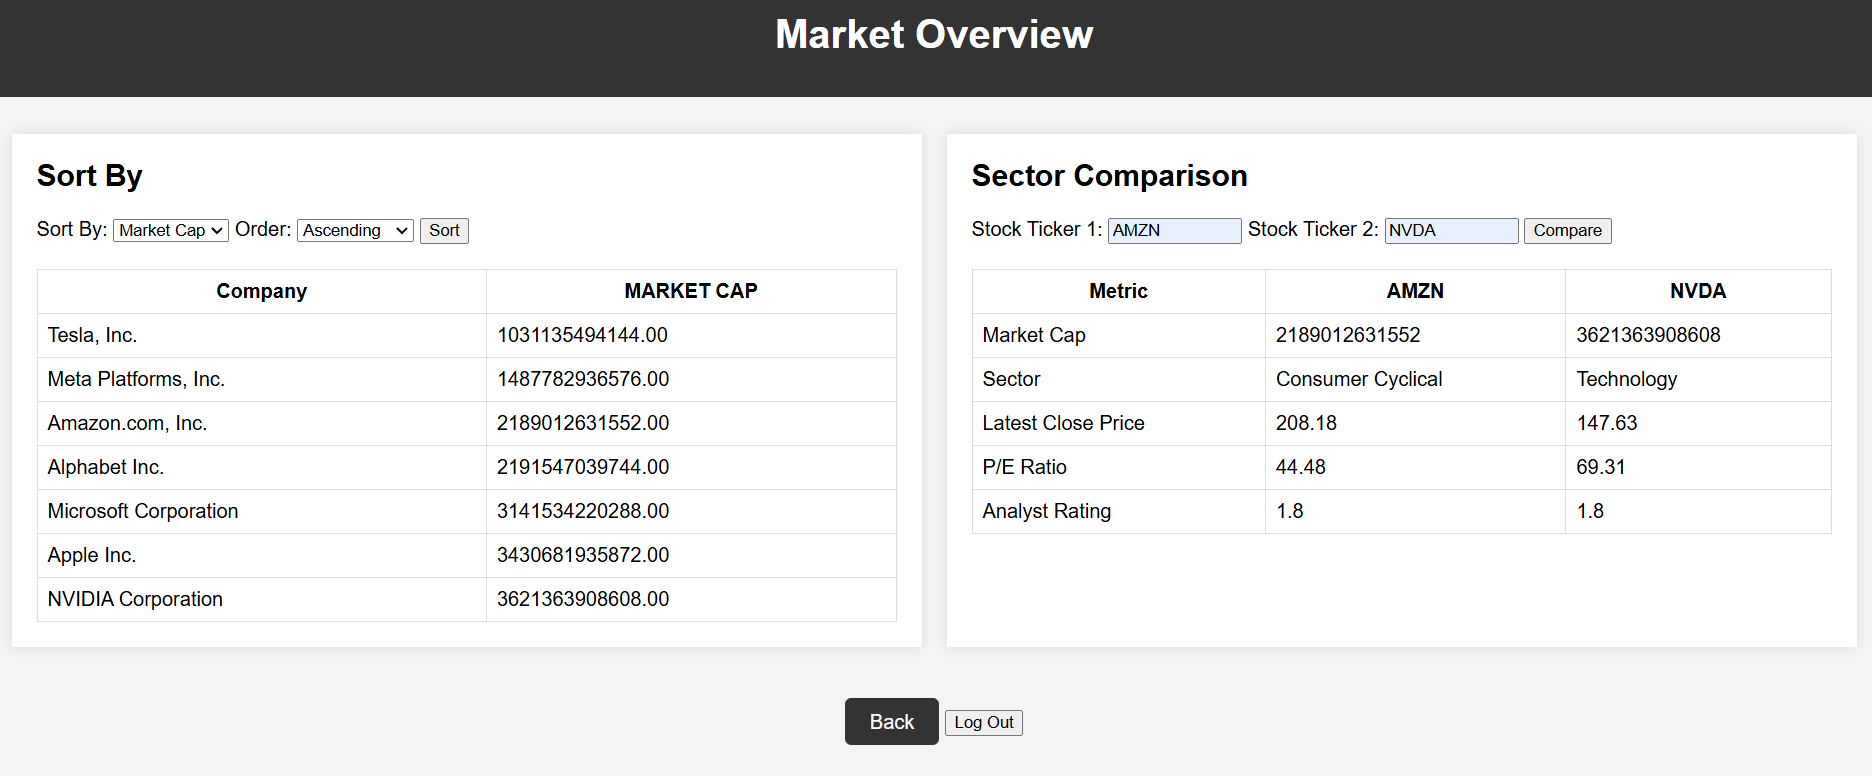 Market Overview
Sort By
Sort By: Market Cap Order: Ascending Sort
Company MARKET CAP
Tesla, Inc. 1031135494144.00
Meta Platforms, Inc. 1487782936576.00
Amazon.com, Inc. 2189012631552.00
Alphabet Inc. 2191547039744.00
Microsoft Corporation 3141534220288.00
Apple Inc. 3430681935872.00
NVIDIA Corporation 3621363908608.00
Sector Comparison
Stock Ticker 1: AMZN Stock Ticker 2: NVDA Compare
Metric AMZN NVDA
Market Cap 2189012631552 3621363908608
Sector Consumer Cyclical Technology
Latest Close Price 208.18 147.63
P/E Ratio 44.48 69.31
Analyst Rating 1.8 1.8
Back Log Out